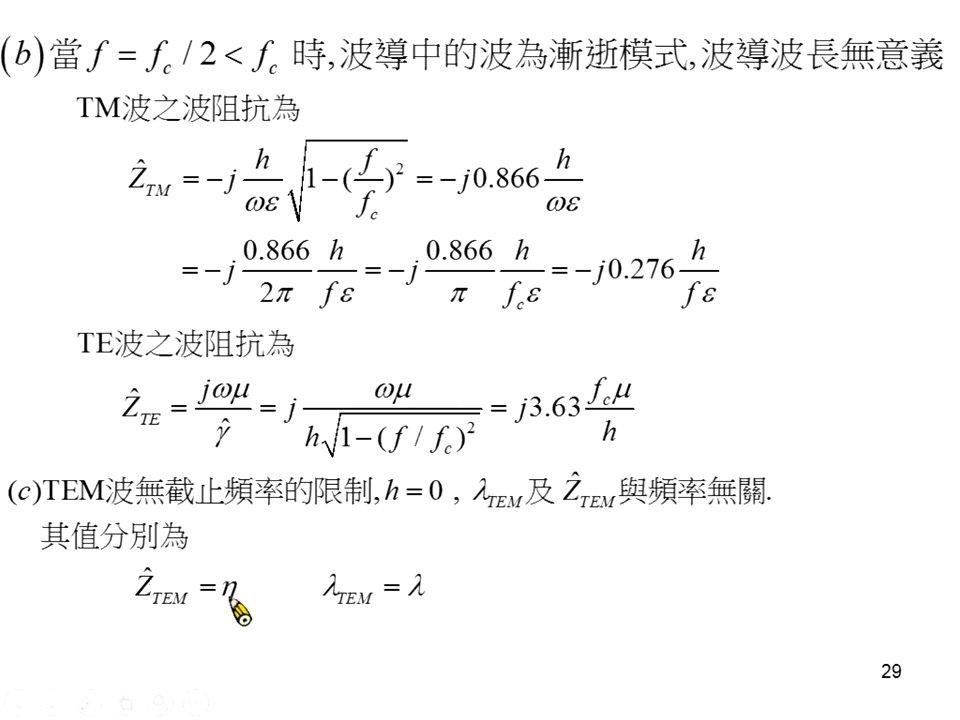 (b)當 f = f_c / 2 < f_c 時,波導中的波為漸逝模式,波導波長無意義
TM波之波阻抗為
Ẑ_TM = −j h/(ωε) √(1−(f/f_c)²) = −j0.866 h/(ωε)
= −j 0.866/(2π) h/(fε) = −j 0.866/π h/(f_cε) = −j0.276 h/(fε)
TE波之波阻抗為
Ẑ_TE = jωμ/γ̂ = j ωμ/(h√(1−(f / f_c)²)) = j3.63 f_cμ/h
(c)TEM波無截止頻率的限制, h = 0 , λ_TEM 及 Ẑ_TEM 與頻率無關.
其值分別為
Ẑ_TEM = η λ_TEM = λ
29